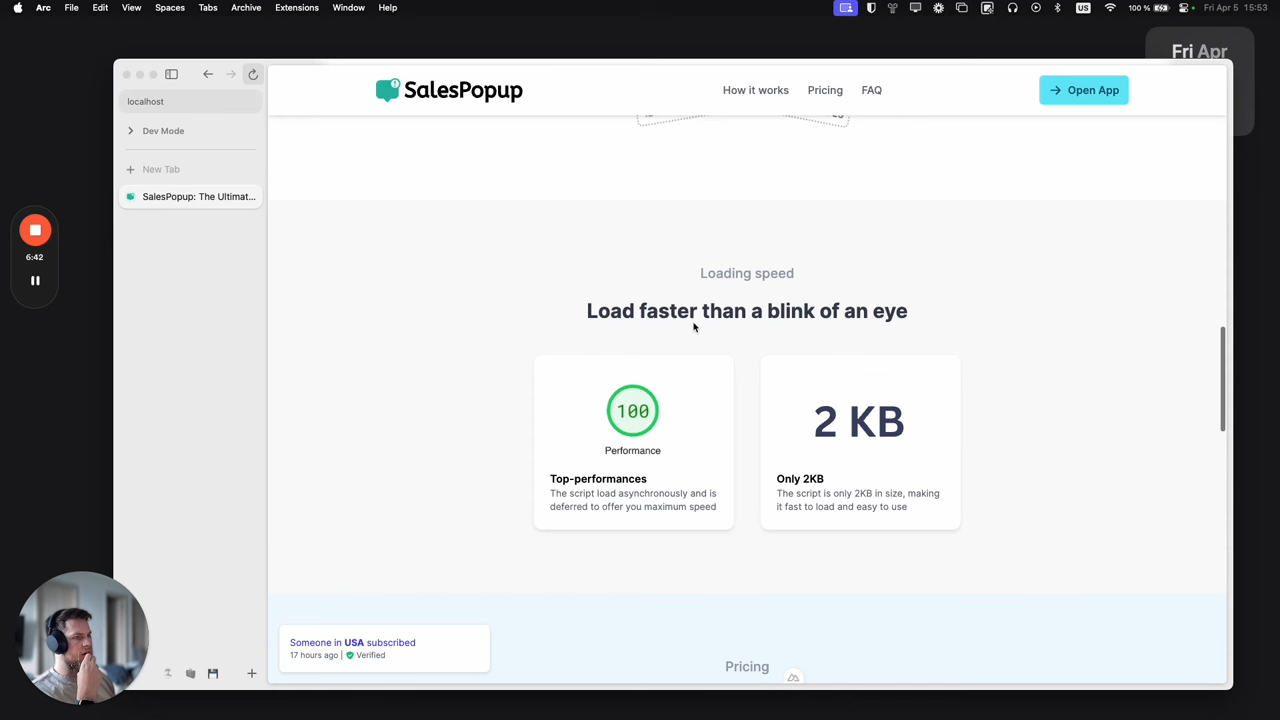 Arc File Edit View Spaces Tabs Archive Extensions Window Help
US 100 % Fri Apr 5 15:53
Fri Apr
localhost
SalesPopup
How it works Pricing FAQ
Open App
Dev Mode
New Tab
SalesPopup: The Ultimat...
6:42
Loading speed
Load faster than a blink of an eye
100
Performance
Top-performances
The script load asynchronously and is
deferred to offer you maximum speed
2 KB
Only 2KB
The script is only 2KB in size, making
it fast to load and easy to use
Someone in USA subscribed
17 hours ago | Verified
Pricing